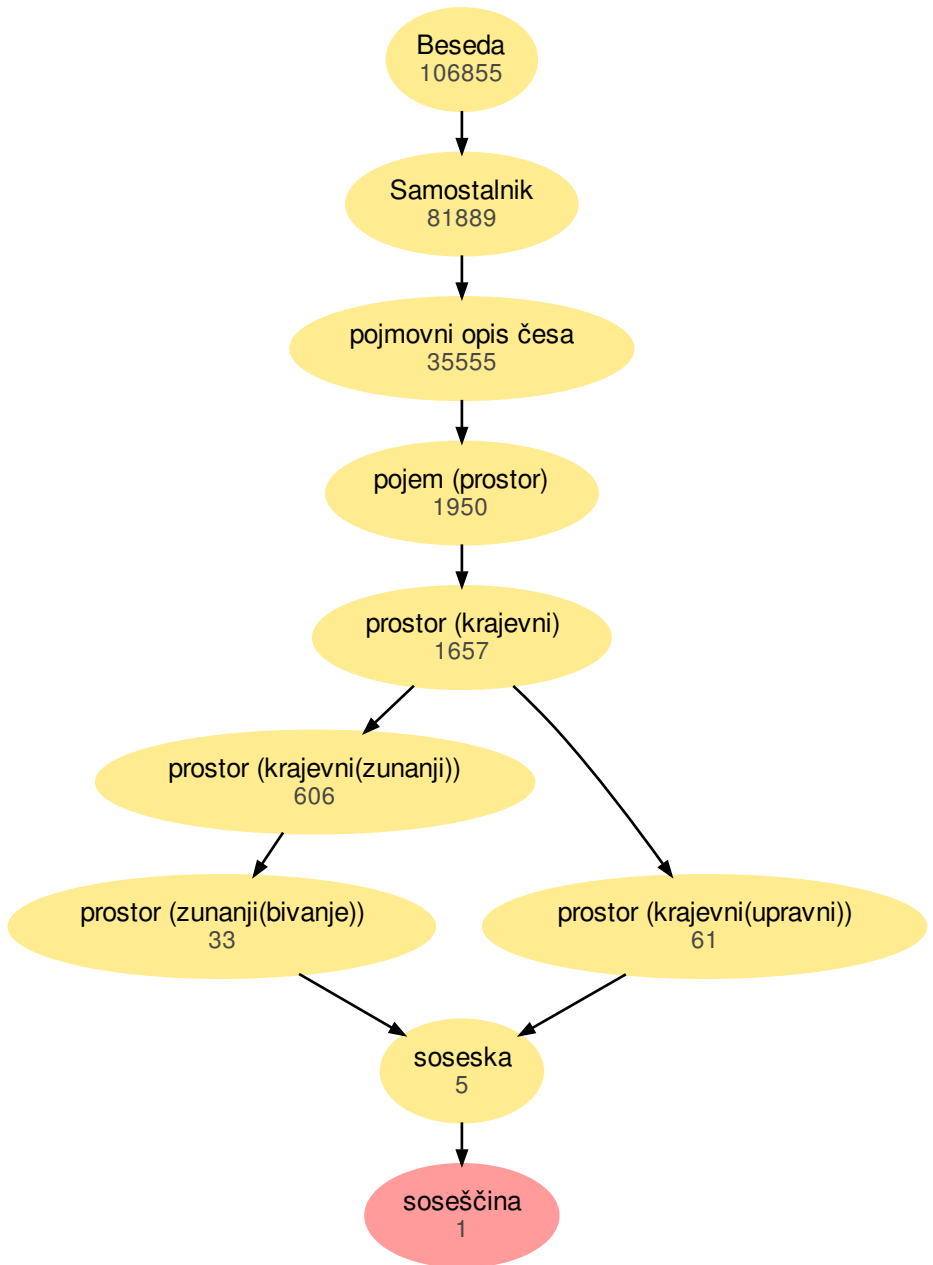 Beseda
106855
Samostalnik
81889
pojmovni opis česa
35555
pojem (prostor)
1950
prostor (krajevni)
1657
prostor (krajevni(zunanji))
606
prostor (zunanji(bivanje))
33
prostor (krajevni(upravni))
61
soseska
5
soseščina
1